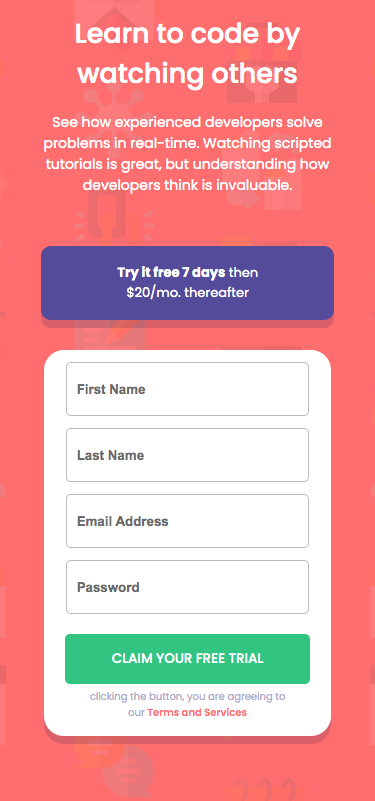 Learn to code by
watching others
See how experienced developers solve
problems in real-time. Watching scripted
tutorials is great, but understanding how
developers think is invaluable.
Try it free 7 days then
$20/mo. thereafter
First Name
Last Name
Email Address
Password
CLAIM YOUR FREE TRIAL
clicking the button, you are agreeing to
our Terms and Services